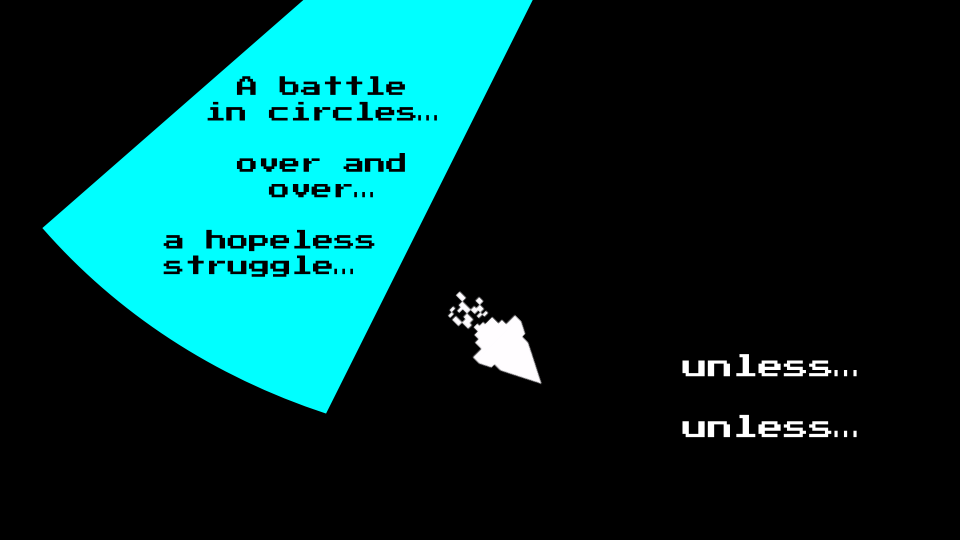 A battle
in circles...
over and
over...
a hopeless
struggle...
unless...
unless...